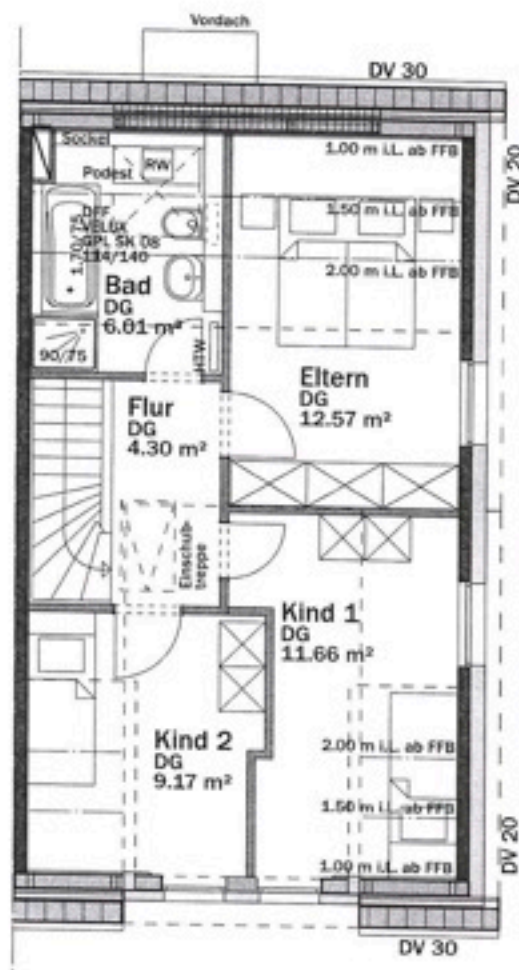 Vordach
DV 30
DV 20
Sockel
Podest
RW
1.00 m i.L. ab FFB
1.50 m i.L. ab FFB
2.00 m i.L. ab FFB
DFF
VELUX
GPL SK 08
114/140
1.70/75
Bad
DG
6.01 m²
90/75
HTW
Eltern
DG
12.57 m²
Flur
DG
4.30 m²
Einschub-
treppe
Kind 1
DG
11.66 m²
Kind 2
DG
9.17 m²
2.00 m i.L. ab FFB
1.50 m i.L. ab FFB
1.00 m i.L. ab FFB
DV 20
DV 30